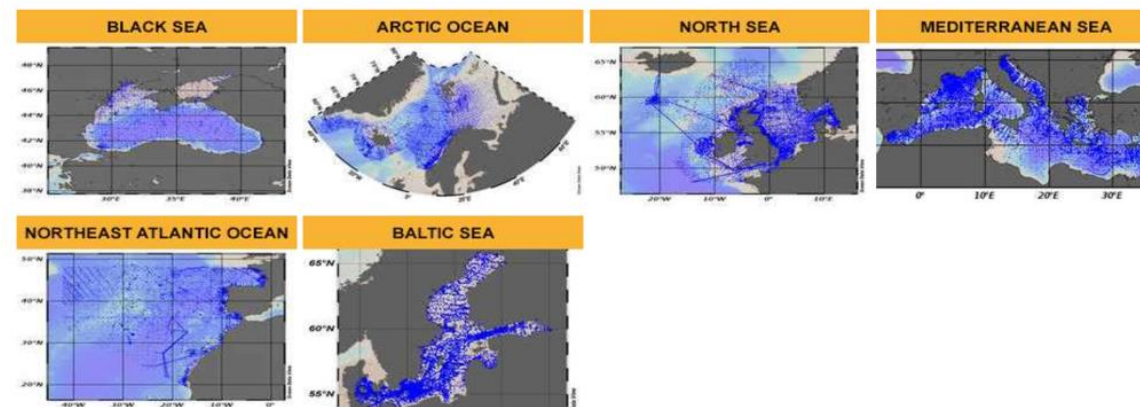 BLACK SEA
ARCTIC OCEAN
NORTH SEA
MEDITERRANEAN SEA
48°N
46°N
44°N
42°N
40°N
38°N
30°E
35°E
40°E
65°N
60°N
55°N
50°N
20°W
10°W
0°
10°E
0°
10°E
20°E
30°E
NORTHEAST ATLANTIC OCEAN
BALTIC SEA
50°N
40°N
30°N
20°N
40°W
30°W
20°W
10°W
0°
65°N
60°N
55°N